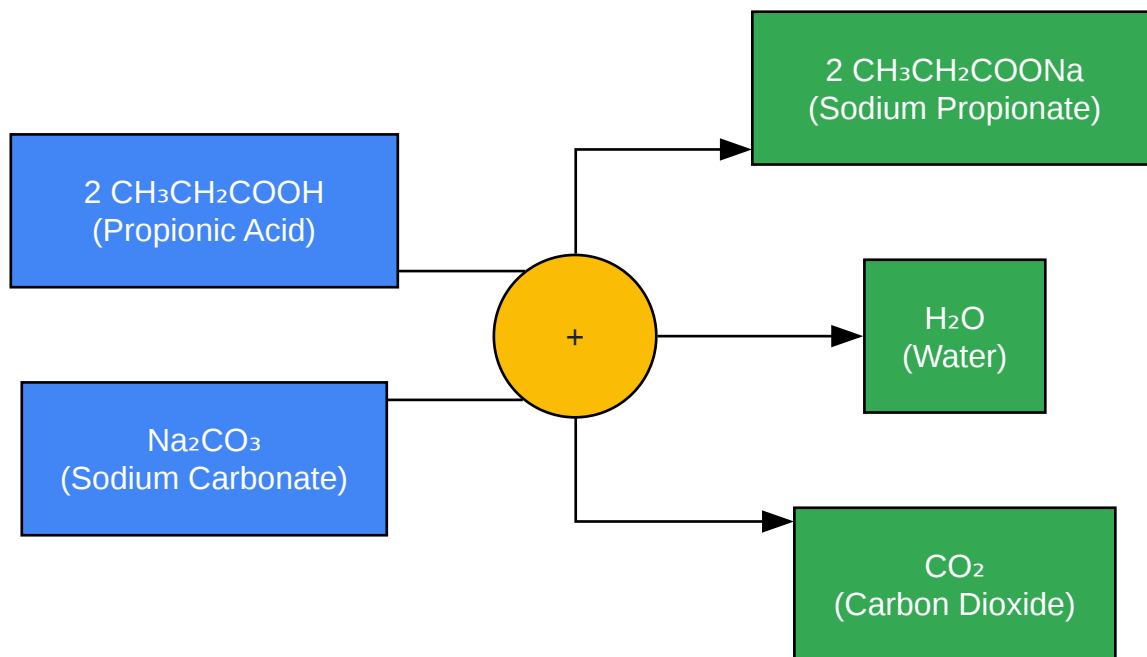 2 CH₃CH₂COOH
(Propionic Acid)
Na₂CO₃
(Sodium Carbonate)
+
2 CH₃CH₂COONa
(Sodium Propionate)
H₂O
(Water)
CO₂
(Carbon Dioxide)